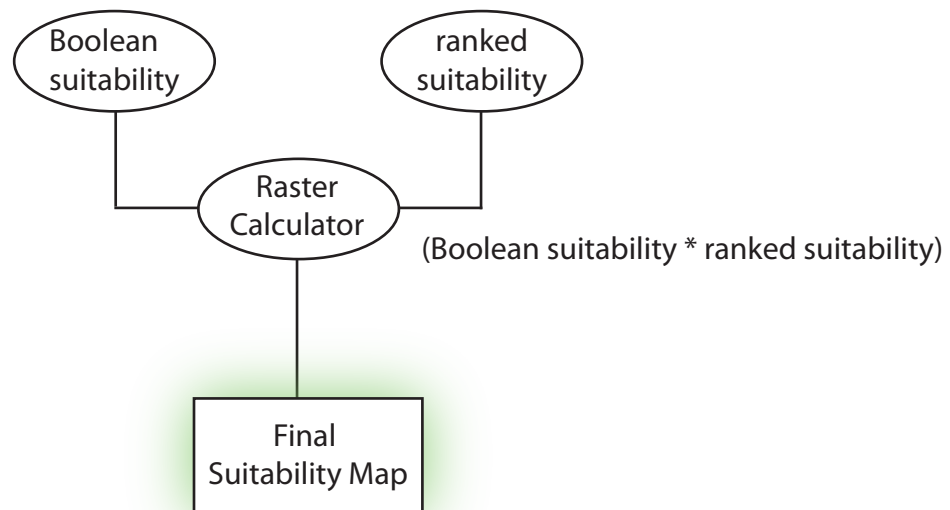 Boolean
suitability
ranked
suitability
Raster
Calculator
(Boolean suitability * ranked suitability)
Final
Suitability Map